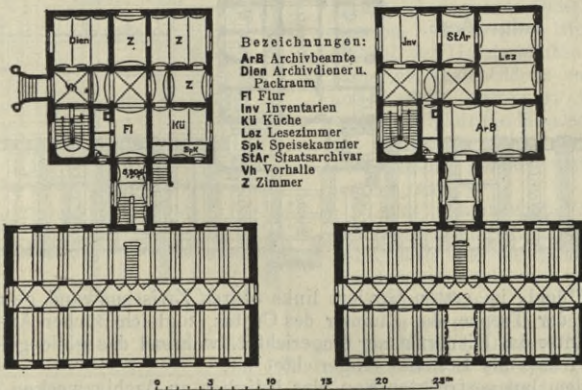 Dien
Z
Z
Vh
Z
Fl
Kü
Spk
Bezeichnungen:
ArB Archivbeamte
Dien Archivdiener u.
Packraum
Fl Flur
Inv Inventarien
Kü Küche
Lez Lesezimmer
Spk Speisekammer
StAr Staatsarchivar
Vh Vorhalle
Z Zimmer
Inv
StAr
Lez
ArB
0 5 10 15 20 25m